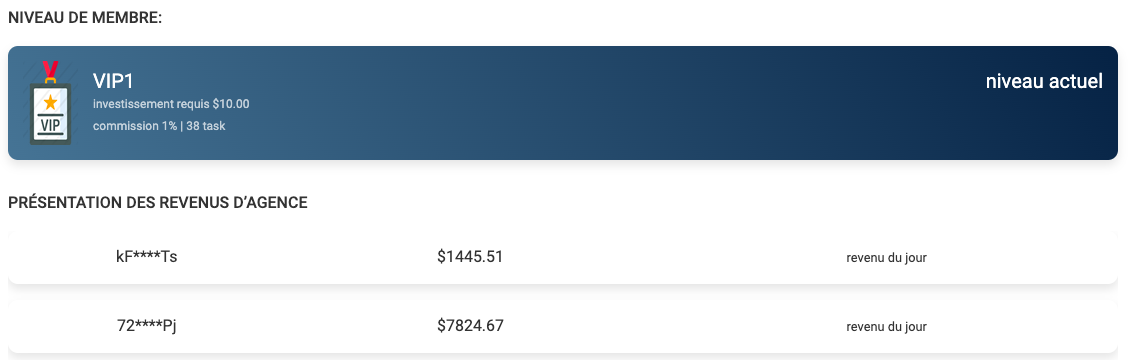 NIVEAU DE MEMBRE:
VIP1
niveau actuel
investissement requis $10.00
commission 1% | 38 task
VIP
PRÉSENTATION DES REVENUS D’AGENCE
kF****Ts $1445.51 revenu du jour
72****Pj $7824.67 revenu du jour